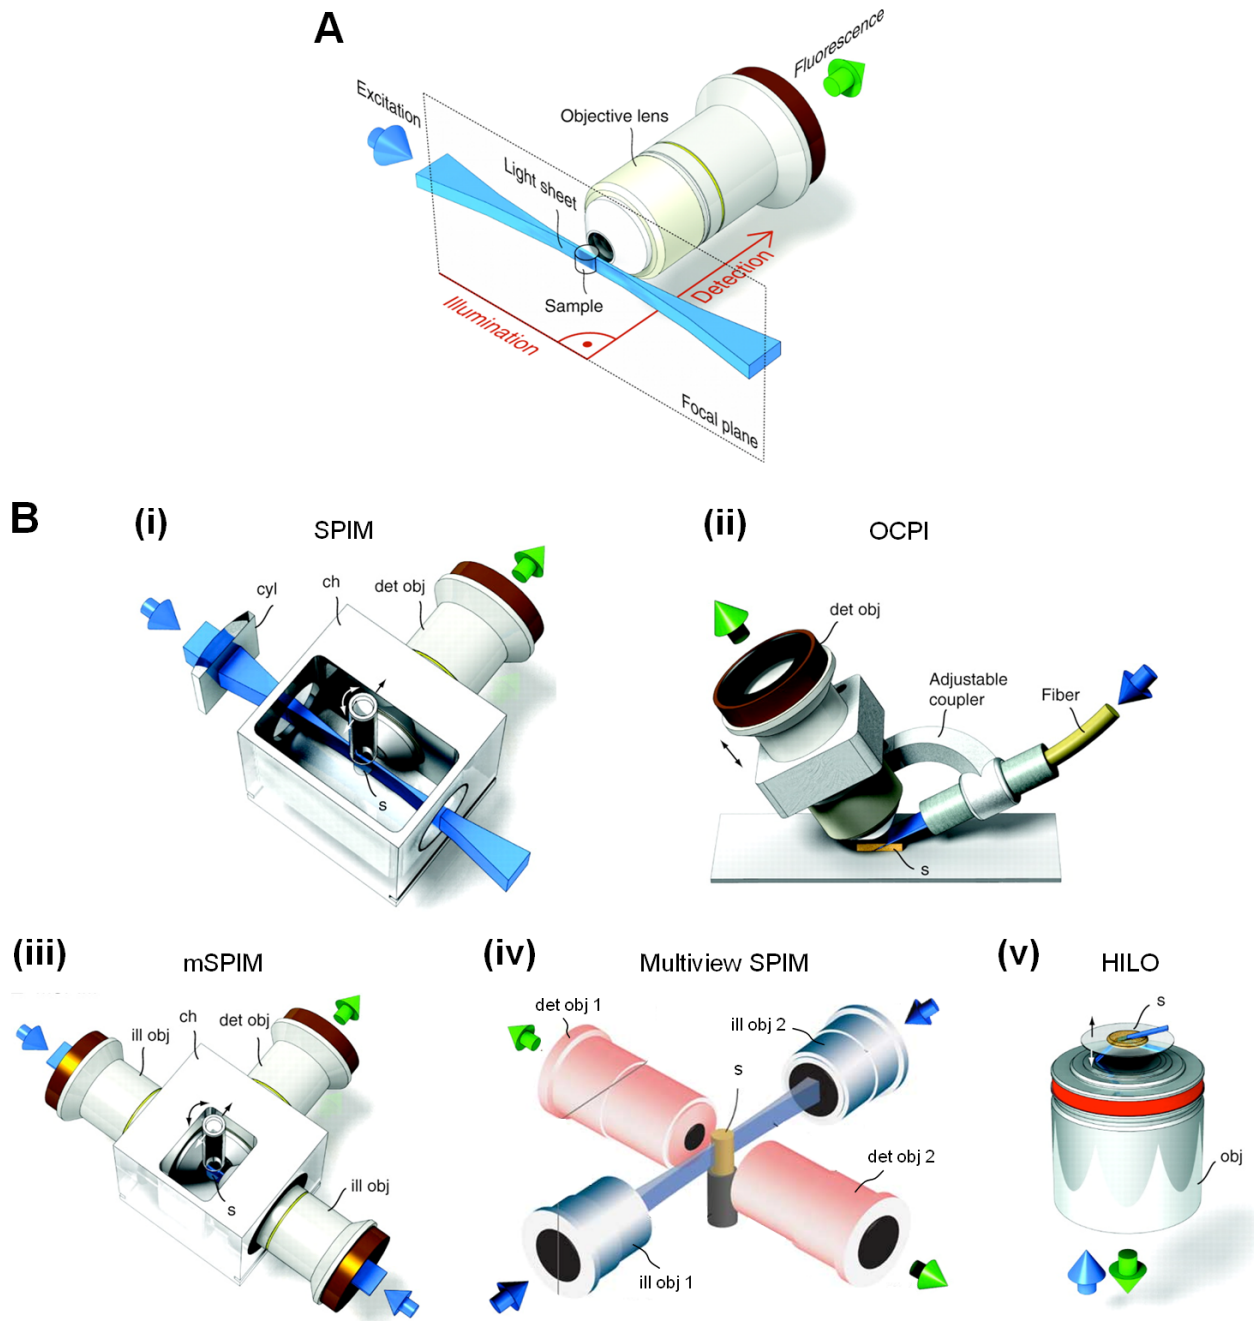 A
Fluorescence
Excitation
Objective lens
Light sheet
Sample
Detection
Illumination
Focal plane
B
(i)
SPIM
cyl
ch
det obj
s
(ii)
OCPI
det obj
Adjustable
coupler
Fiber
s
(iii)
mSPIM
ill obj
ch
det obj
s
ill obj
(iv)
Multiview SPIM
det obj 1
ill obj 2
s
det obj 2
ill obj 1
(v)
HILO
s
obj